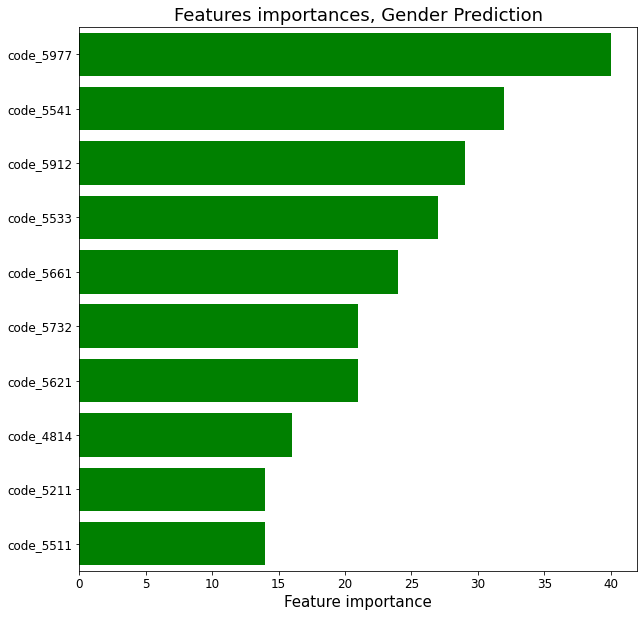 Features importances, Gender Prediction
code_5977
code_5541
code_5912
code_5533
code_5661
code_5732
code_5621
code_4814
code_5211
code_5511
0 5 10 15 20 25 30 35 40
Feature importance